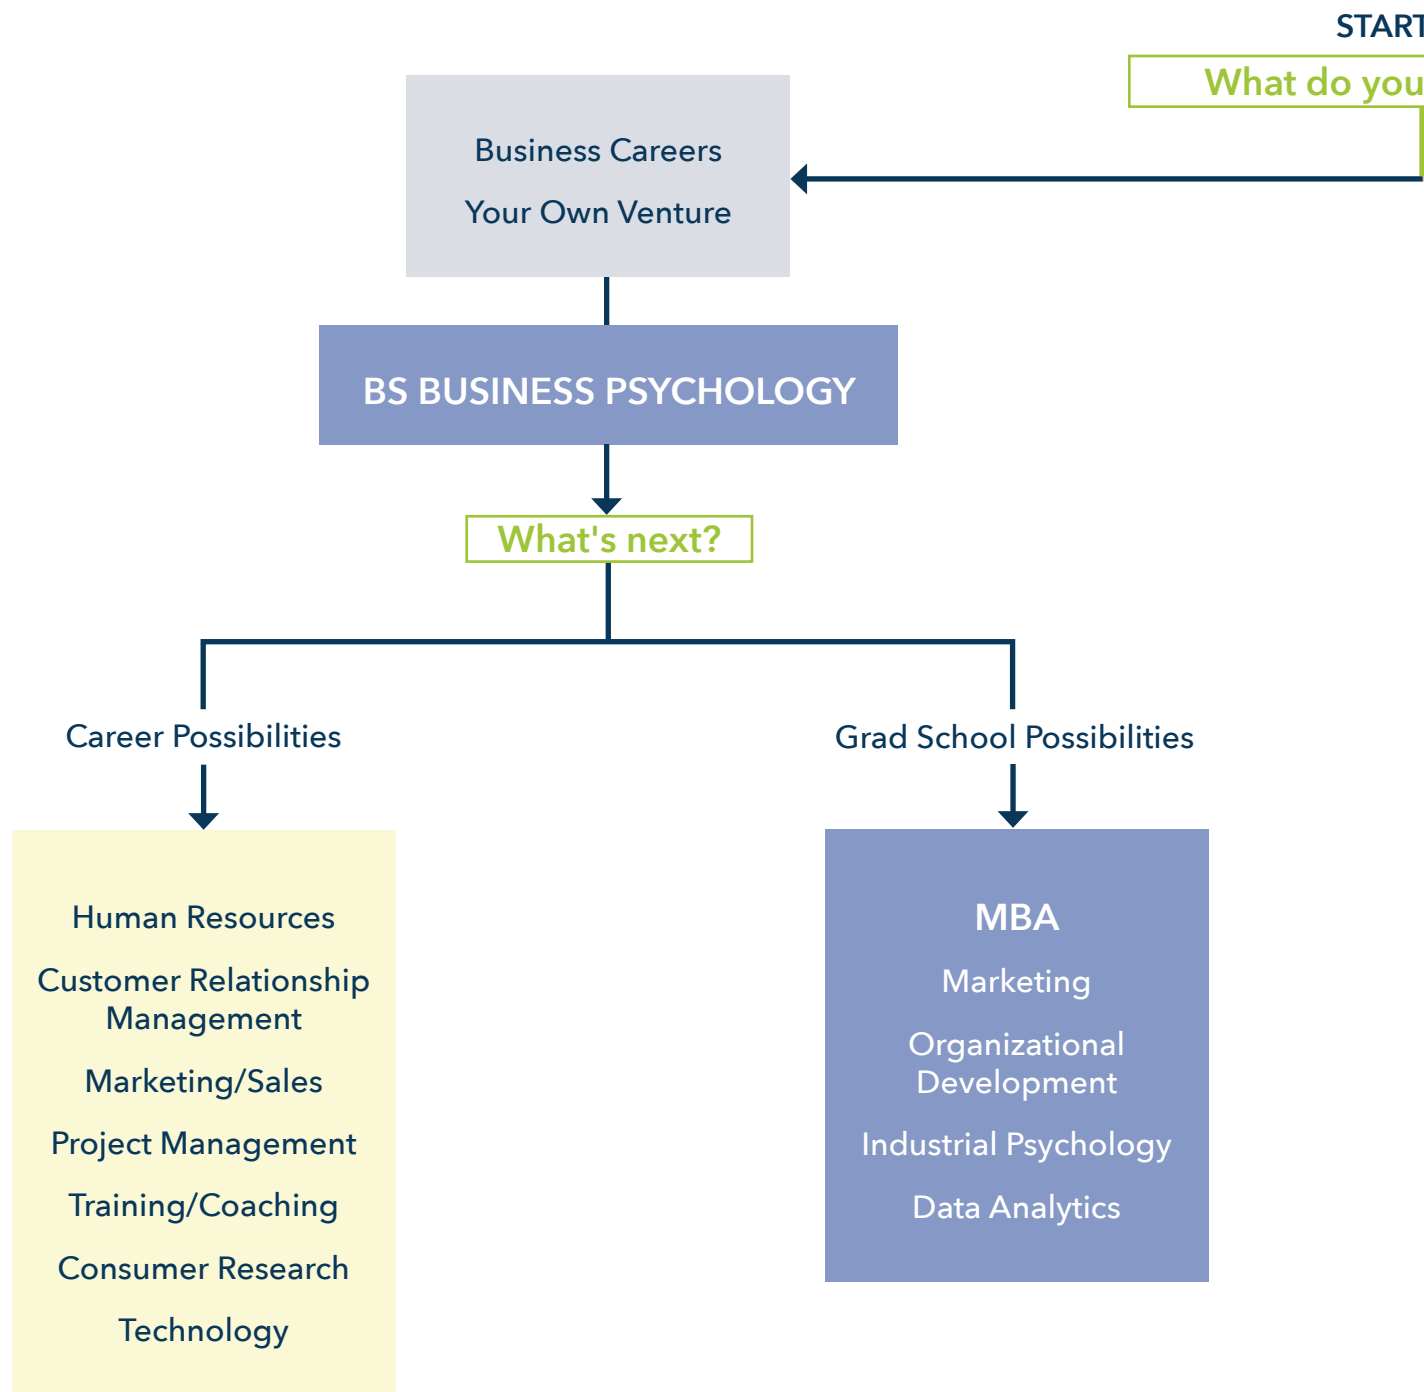 START
What do you
Business Careers
Your Own Venture
BS BUSINESS PSYCHOLOGY
What's next?
Career Possibilities
Grad School Possibilities
Human Resources
Customer Relationship
Management
Marketing/Sales
Project Management
Training/Coaching
Consumer Research
Technology
MBA
Marketing
Organizational
Development
Industrial Psychology
Data Analytics